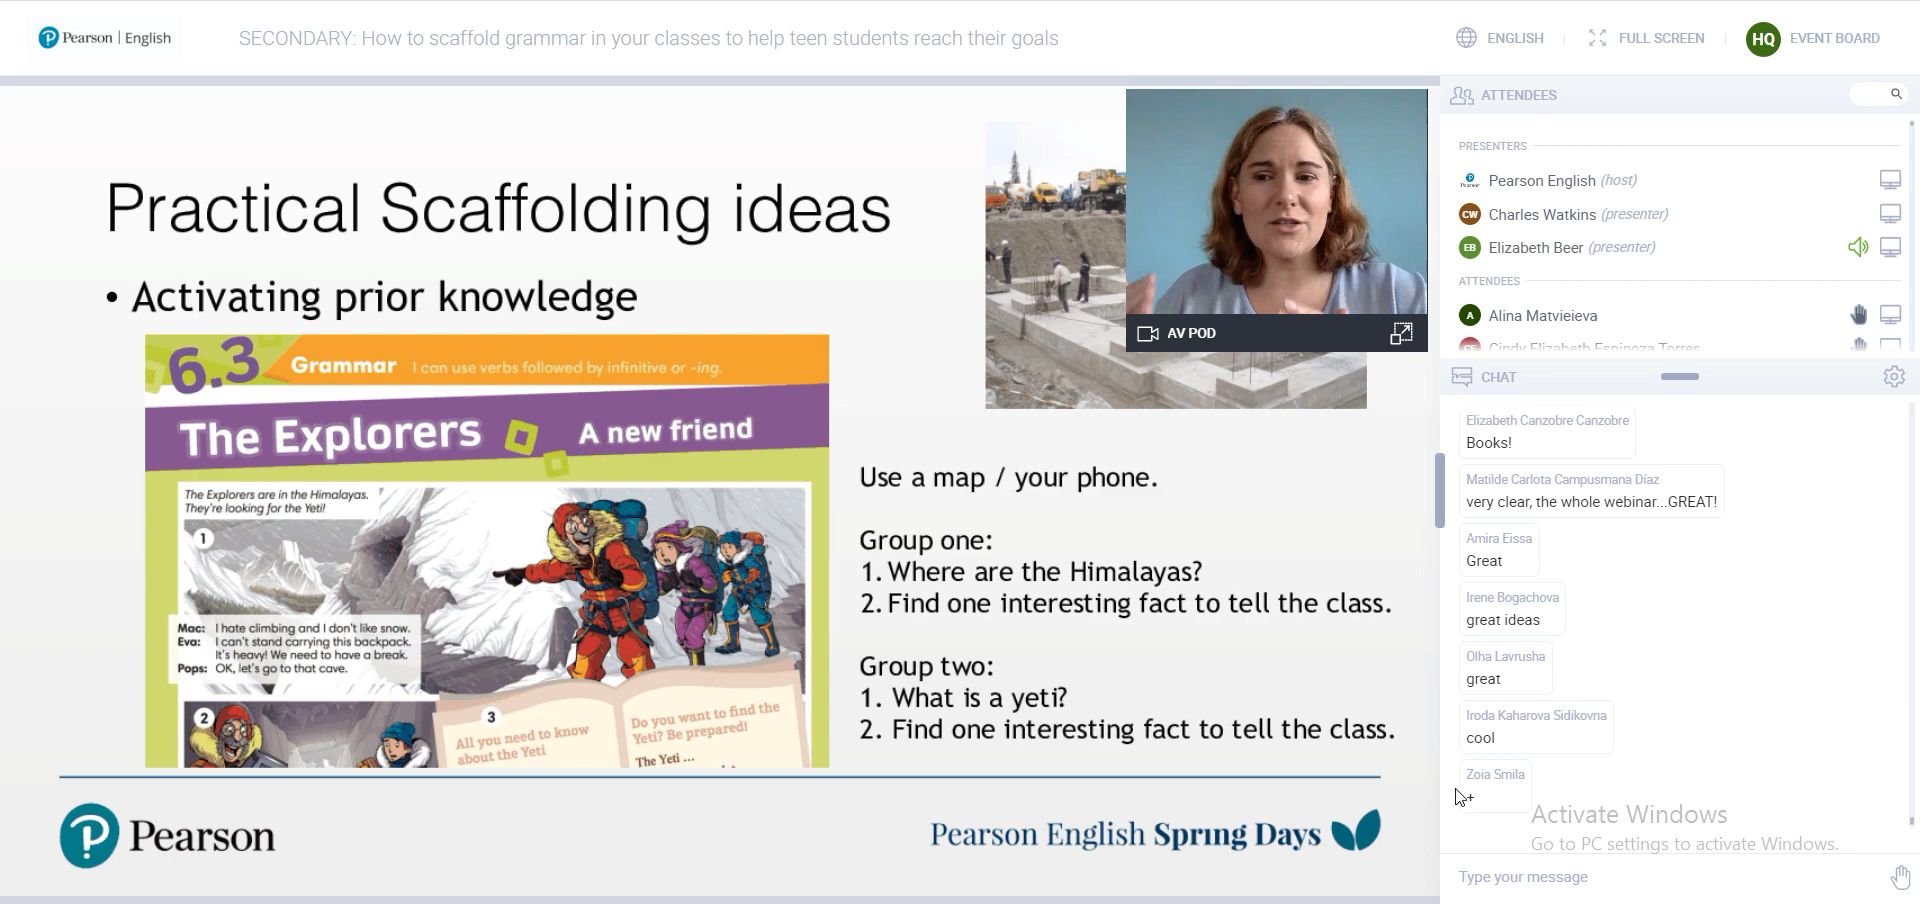 Pearson | English
SECONDARY: How to scaffold grammar in your classes to help teen students reach their goals
ENGLISH
FULL SCREEN
HQ
EVENT BOARD
Practical Scaffolding ideas
• Activating prior knowledge
6.3
Grammar
I can use verbs followed by infinitive or -ing.
The Explorers
A new friend
The Explorers are in the Himalayas.
They're looking for the Yeti!
1
Mac: I hate climbing and I don't like snow.
Eva: I can't stand carrying this backpack.
It's heavy! We need to have a break.
Pops: OK, let's go to that cave.
2
3
All you need to know
about the Yeti
Do you want to find the
Yeti? Be prepared!
The Yeti ...
AV POD
Use a map / your phone.
Group one:
1. Where are the Himalayas?
2. Find one interesting fact to tell the class.
Group two:
1. What is a yeti?
2. Find one interesting fact to tell the class.
Pearson
Pearson English Spring Days
ATTENDEES
PRESENTERS
Pearson
Pearson English (host)
CW
Charles Watkins (presenter)
EB
Elizabeth Beer (presenter)
ATTENDEES
A
Alina Matvieieva
CE
Cindy Elizabeth Espinoza Torres
CHAT
Elizabeth Canzobre Canzobre
Books!
Matilde Carlota Campusmana Díaz
very clear, the whole webinar...GREAT!
Amira Eissa
Great
Irene Bogachova
great ideas
Olha Lavrusha
great
Iroda Kaharova Sidikovna
cool
Zoia Smila
+
Activate Windows
Go to PC settings to activate Windows.
Type your message